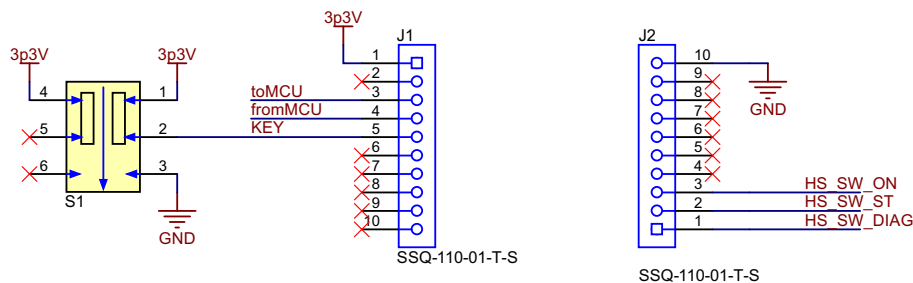 3p3V
J1
J2
3p3V
3p3V
1
10
2
9
4
1
toMCU
3
8
GND
fromMCU
4
7
5
2
KEY
5
6
6
5
6
3
7
4
8
3
HS_SW_ON
S1
9
2
HS_SW_ST
GND
10
1
HS_SW_DIAG
SSQ-110-01-T-S
SSQ-110-01-T-S